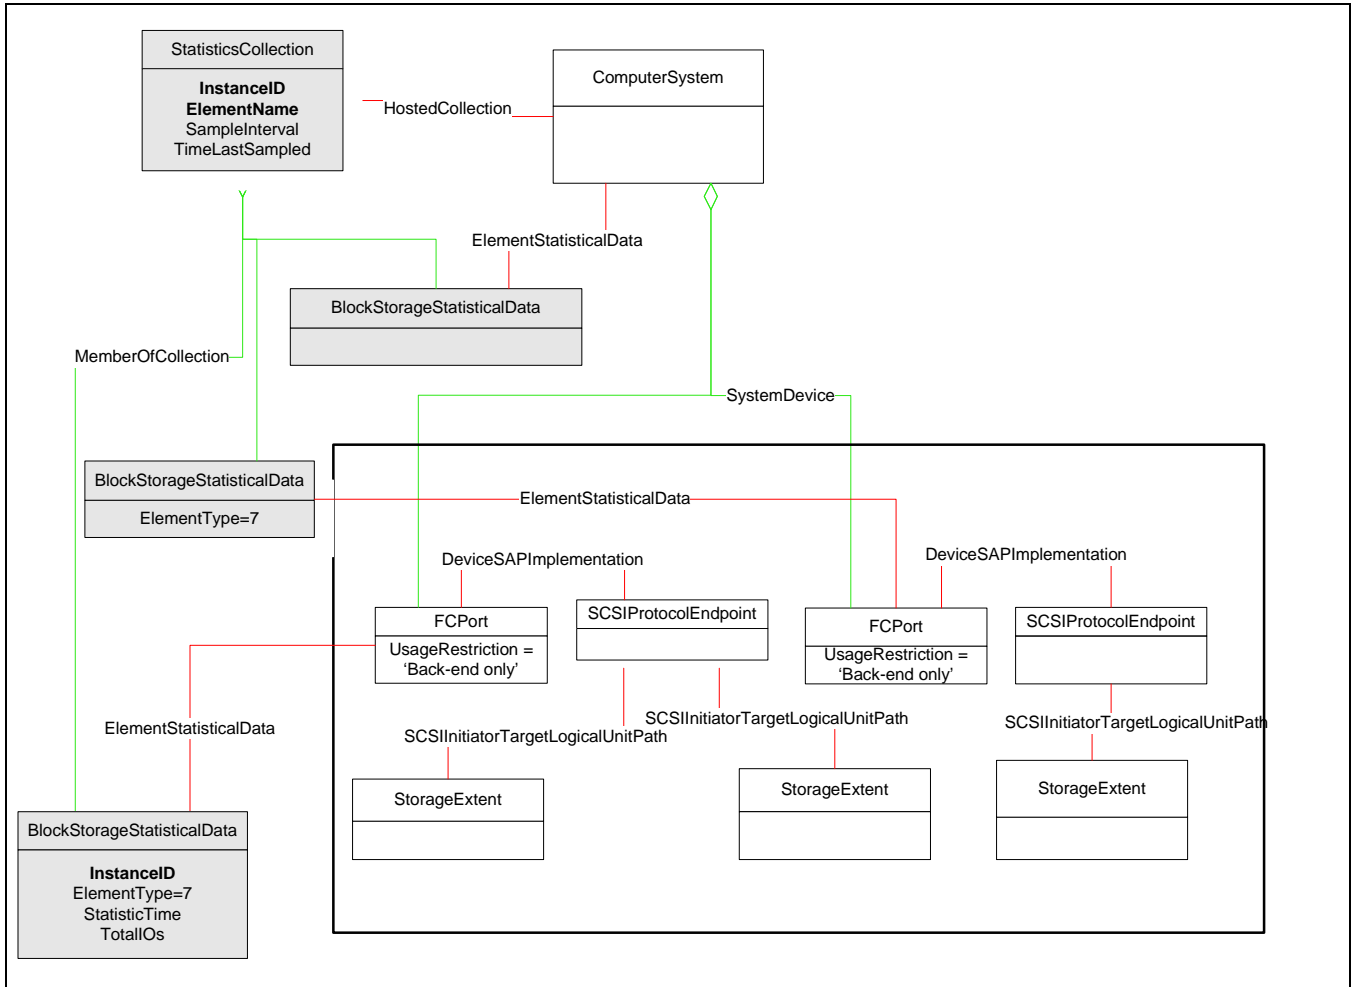 StatisticsCollection
InstanceID
ElementName
SampleInterval
TimeLastSampled
ComputerSystem
HostedCollection
ElementStatisticalData
BlockStorageStatisticalData
MemberOfCollection
SystemDevice
BlockStorageStatisticalData
ElementType=7
ElementStatisticalData
DeviceSAPImplementation
DeviceSAPImplementation
FCPort
UsageRestriction =
‘Back-end only’
SCSIProtocolEndpoint
FCPort
UsageRestriction =
‘Back-end only’
SCSIProtocolEndpoint
ElementStatisticalData
SCSIInitiatorTargetLogicalUnitPath
SCSIInitiatorTargetLogicalUnitPath
SCSIInitiatorTargetLogicalUnitPath
StorageExtent
StorageExtent
StorageExtent
BlockStorageStatisticalData
InstanceID
ElementType=7
StatisticTime
TotalIOs